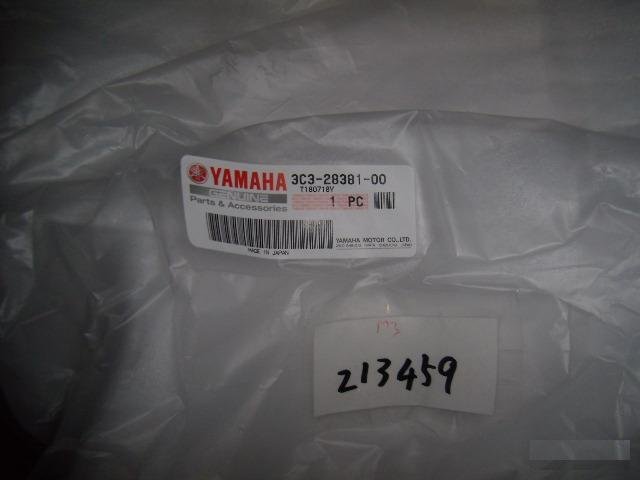 YAMAHA 3C3-28381-00
GENUINE T180718Y
Parts & Accessories 1 PC
YAMAHA MOTOR CO.,LTD.
MADE IN JAPAN
213459